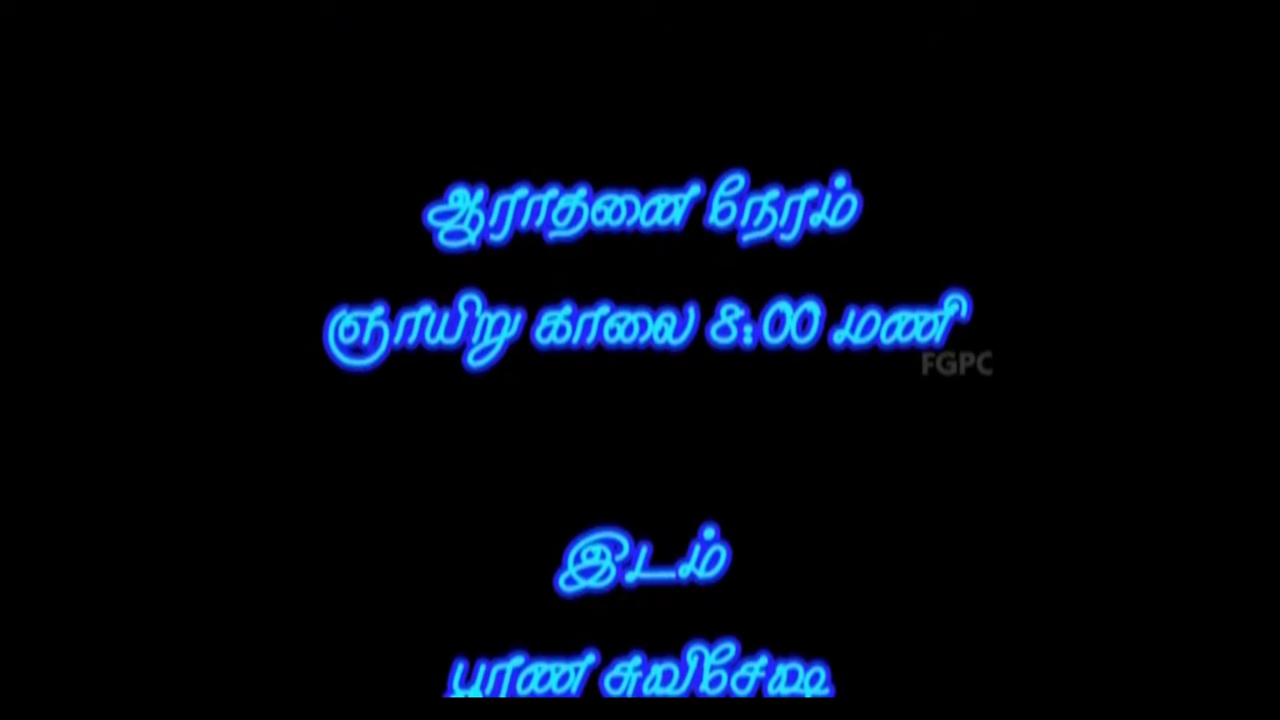 ஆராதனை நேரம்
ஞாயிறு காலை 8:00 மணி
FGPC
இடம்
பூரண சுவிசேஷ